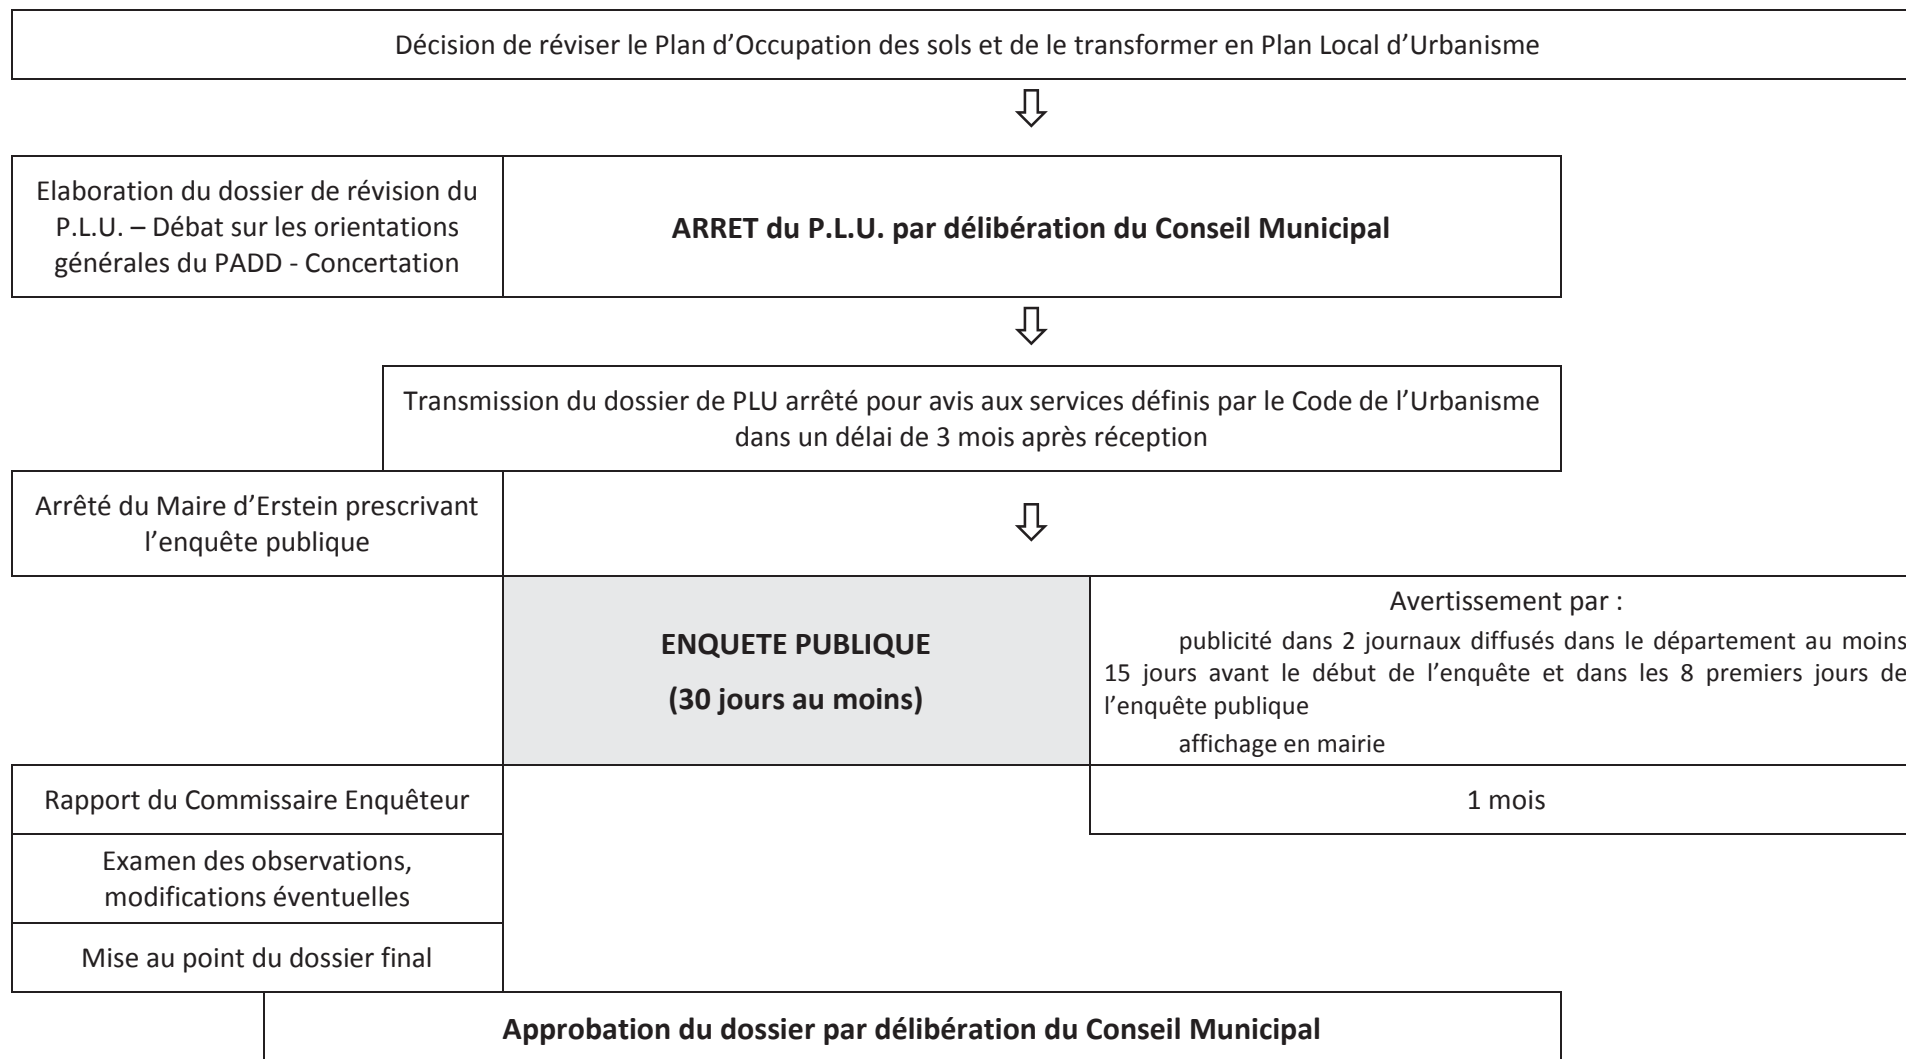 Décision de réviser le Plan d’Occupation des sols et de le transformer en Plan Local d’Urbanisme
Elaboration du dossier de révision du
P.L.U. – Débat sur les orientations
générales du PADD - Concertation
ARRET du P.L.U. par délibération du Conseil Municipal
Transmission du dossier de PLU arrêté pour avis aux services définis par le Code de l’Urbanisme
dans un délai de 3 mois après réception
Arrêté du Maire d’Erstein prescrivant
l’enquête publique
ENQUETE PUBLIQUE
(30 jours au moins)
Avertissement par :
publicité dans 2 journaux diffusés dans le département au moins
15 jours avant le début de l’enquête et dans les 8 premiers jours de
l’enquête publique
affichage en mairie
Rapport du Commissaire Enquêteur
1 mois
Examen des observations,
modifications éventuelles
Mise au point du dossier final
Approbation du dossier par délibération du Conseil Municipal